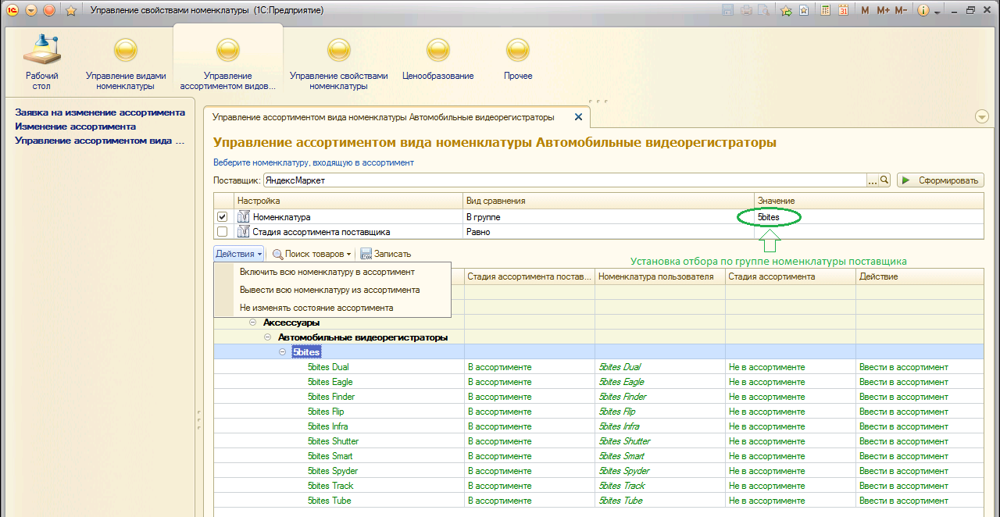 Управление свойствами номенклатуры (1С:Предприятие)
M M+ M-
Рабочий стол
Управление видами номенклатуры
Управление ассортиментом видов...
Управление свойствами номенклатуры
Ценообразование
Прочее
Заявка на изменение ассортимента
Изменение ассортимента
Управление ассортиментом вида ...
Управление ассортиментом вида номенклатуры Автомобильные видеорегистраторы
Управление ассортиментом вида номенклатуры Автомобильные видеорегистраторы
Веберите номенклатуру, входящую в ассортимент
Поставщик: ЯндексМаркет ... Сформировать
Настройка Вид сравнения Значение
Номенклатура В группе 5bites
Стадия ассортимента поставщика Равно
Установка отбора по группе номенклатуры поставщика
Действия Поиск товаров Записать
Включить всю номенклатуру в ассортимент
Вывести всю номенклатуру из ассортимента
Не изменять состояние ассортимента
Стадия ассортимента постав... Номенклатура пользователя Стадия ассортимента Действие
Аксессуары
Автомобильные видеорегистраторы
5bites
5bites Dual В ассортименте 5bites Dual Не в ассортименте Ввести в ассортимент
5bites Eagle В ассортименте 5bites Eagle Не в ассортименте Ввести в ассортимент
5bites Finder В ассортименте 5bites Finder Не в ассортименте Ввести в ассортимент
5bites Flip В ассортименте 5bites Flip Не в ассортименте Ввести в ассортимент
5bites Infra В ассортименте 5bites Infra Не в ассортименте Ввести в ассортимент
5bites Shutter В ассортименте 5bites Shutter Не в ассортименте Ввести в ассортимент
5bites Smart В ассортименте 5bites Smart Не в ассортименте Ввести в ассортимент
5bites Spyder В ассортименте 5bites Spyder Не в ассортименте Ввести в ассортимент
5bites Track В ассортименте 5bites Track Не в ассортименте Ввести в ассортимент
5bites Tube В ассортименте 5bites Tube Не в ассортименте Ввести в ассортимент